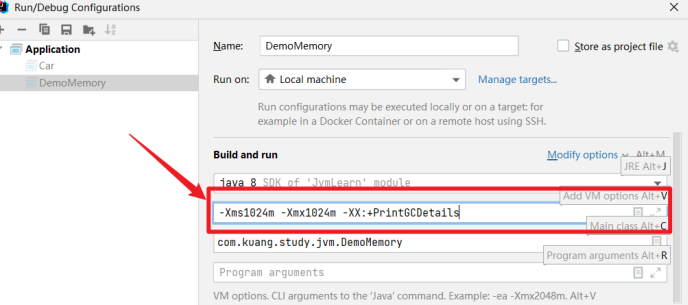 Run/Debug Configurations
Application
Car
DemoMemory
Name: DemoMemory Store as project file
Run on: Local machine Manage targets...
Run configurations may be executed locally or on a target: for
example in a Docker Container or on a remote host using SSH.
Build and run Modify options Alt+M
JRE Alt+J
java 8 SDK of 'JvmLearn' module
Add VM options Alt+V
-Xms1024m -Xmx1024m -XX:+PrintGCDetails
Main class Alt+C
com.kuang.study.jvm.DemoMemory
Program arguments Alt+R
Program arguments
VM options. CLI arguments to the 'Java' command. Example: -ea -Xmx2048m. Alt+V